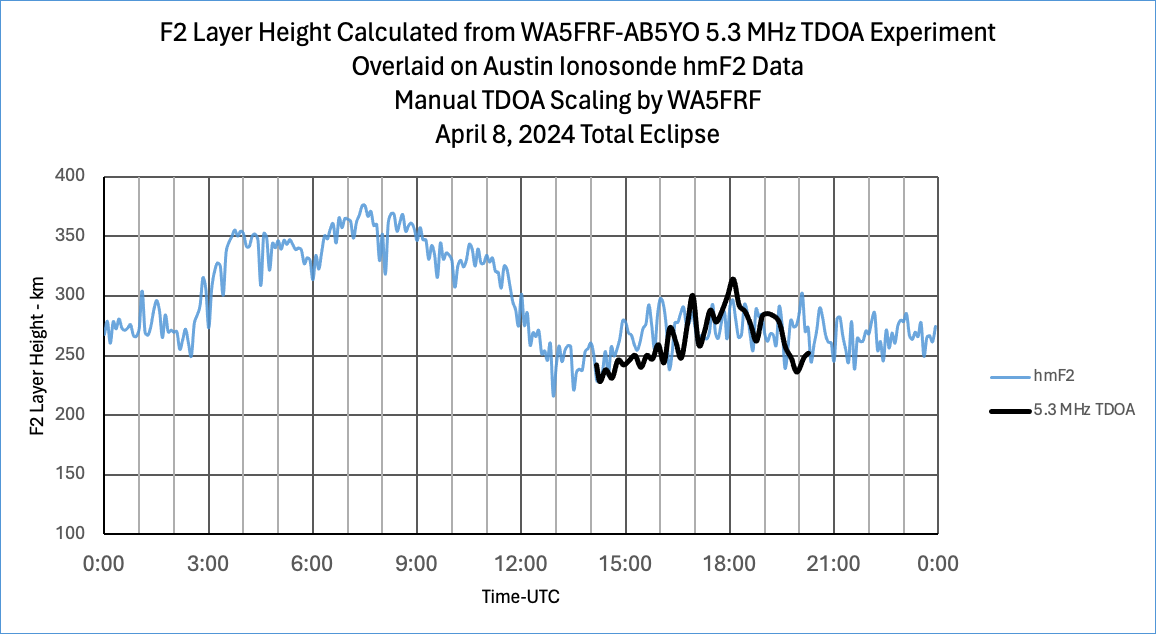 F2 Layer Height Calculated from WA5FRF-AB5YO 5.3 MHz TDOA Experiment
Overlaid on Austin Ionosonde hmF2 Data
Manual TDOA Scaling by WA5FRF
April 8, 2024 Total Eclipse
400
350
300
250
200
150
100
F2 Layer Height - km
0:00
3:00
6:00
9:00
12:00
15:00
18:00
21:00
0:00
Time-UTC
hmF2
5.3 MHz TDOA